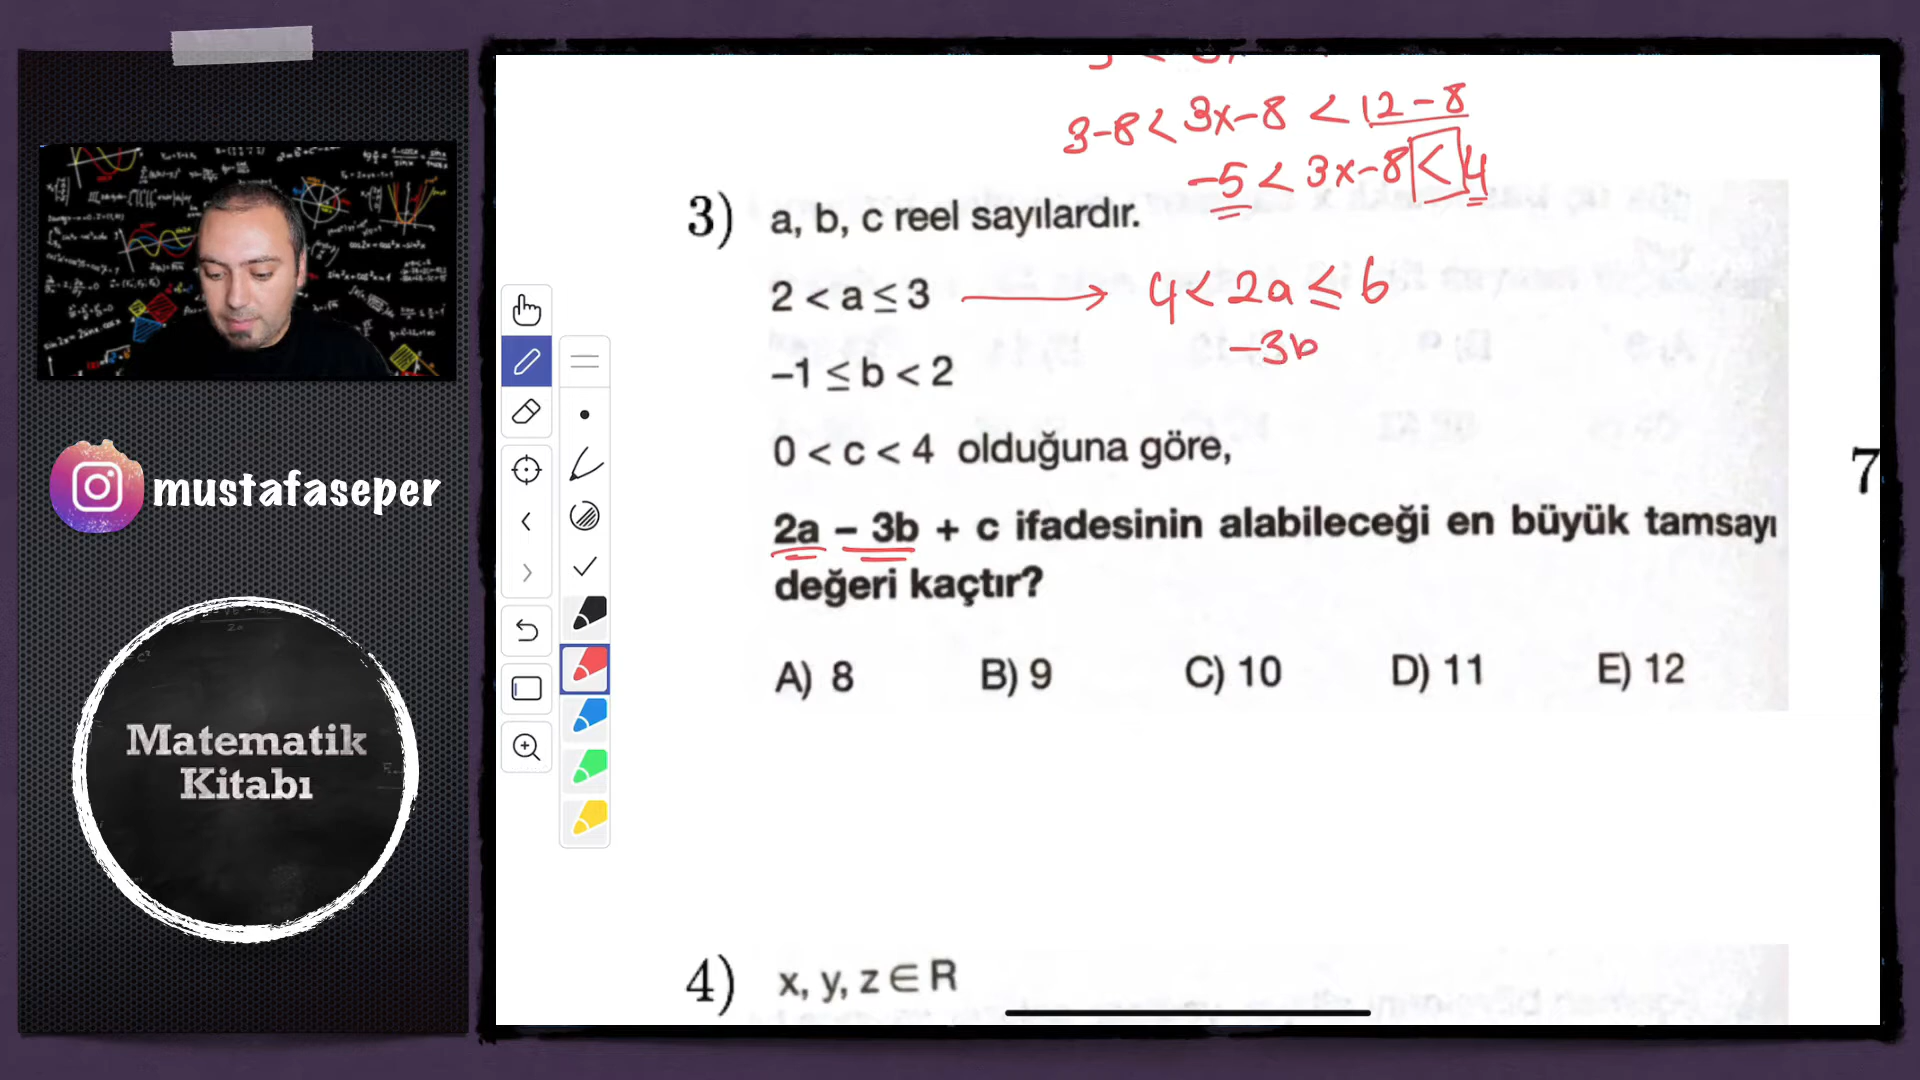 3-8 < 3x-8 < 12-8
-5 < 3x-8 < 4
3) a, b, c reel sayılardır.
2 < a ≤ 3 → 4 < 2a ≤ 6
-3b
−1 ≤ b < 2
0 < c < 4 olduğuna göre,
2a − 3b + c ifadesinin alabileceği en büyük tamsayı
değeri kaçtır?
A) 8 B) 9 C) 10 D) 11 E) 12
4) x, y, z ∈ R
7
mustafaseper
Matematik
Kitabı